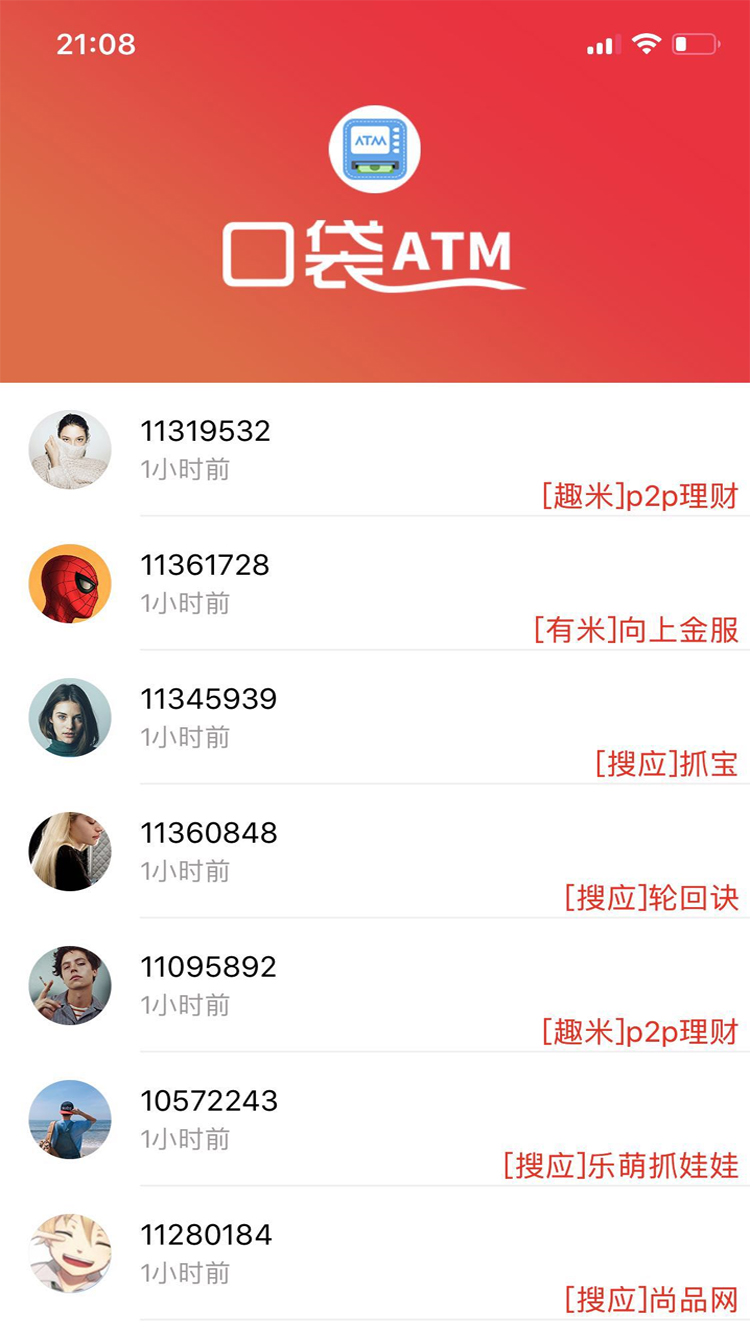 21:08
ATM
口袋ATM
11319532
1小时前
[趣米]p2p理财
11361728
1小时前
[有米]向上金服
11345939
1小时前
[搜应]抓宝
11360848
1小时前
[搜应]轮回诀
11095892
1小时前
[趣米]p2p理财
10572243
1小时前
[搜应]乐萌抓娃娃
11280184
1小时前
[搜应]尚品网